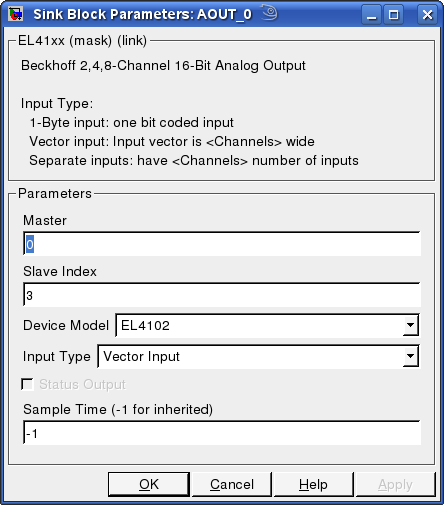 Sink Block Parameters: AOUT_0
EL41xx (mask) (link)
Beckhoff 2,4,8-Channel 16-Bit Analog Output
Input Type:
1-Byte input: one bit coded input
Vector input: Input vector is <Channels> wide
Separate inputs: have <Channels> number of inputs
Parameters
Master
0
Slave Index
3
Device Model EL4102
Input Type Vector Input
Status Output
Sample Time (-1 for inherited)
-1
OK Cancel Help Apply